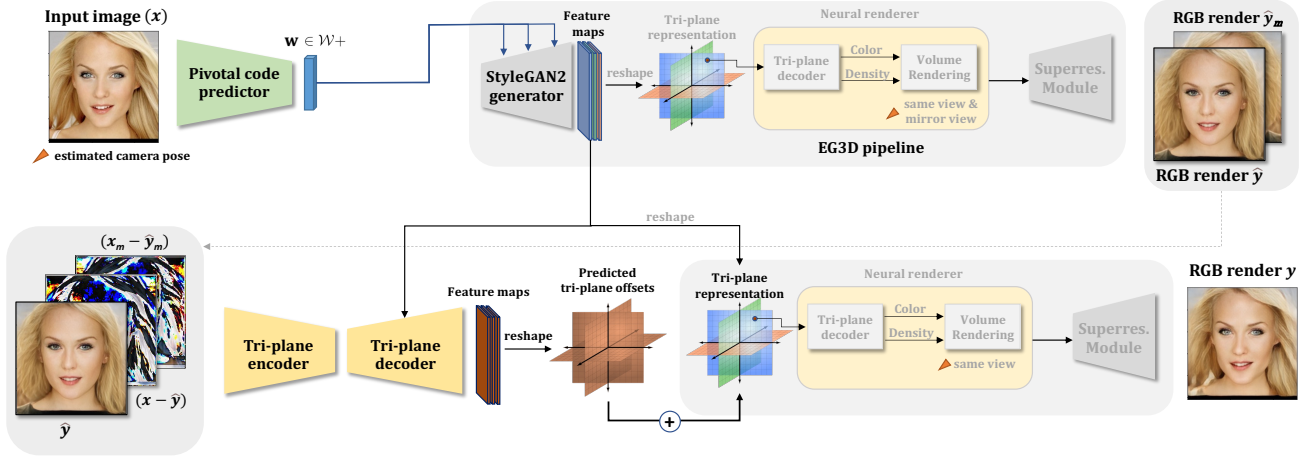 Input image (x)
w ∈ W+
Pivotal code
predictor
estimated camera pose
StyleGAN2
generator
Feature
maps
reshape
Tri-plane
representation
Neural renderer
Tri-plane
decoder
Color
Density
Volume
Rendering
same view &
mirror view
Superres.
Module
EG3D pipeline
RGB render ŷₘ
RGB render ŷ
reshape
(xₘ − ŷₘ)
(x − ŷ)
ŷ
Tri-plane
encoder
Tri-plane
decoder
Feature maps
reshape
Predicted
tri-plane offsets
+
Tri-plane
representation
Neural renderer
Tri-plane
decoder
Color
Density
Volume
Rendering
same view
Superres.
Module
RGB render y